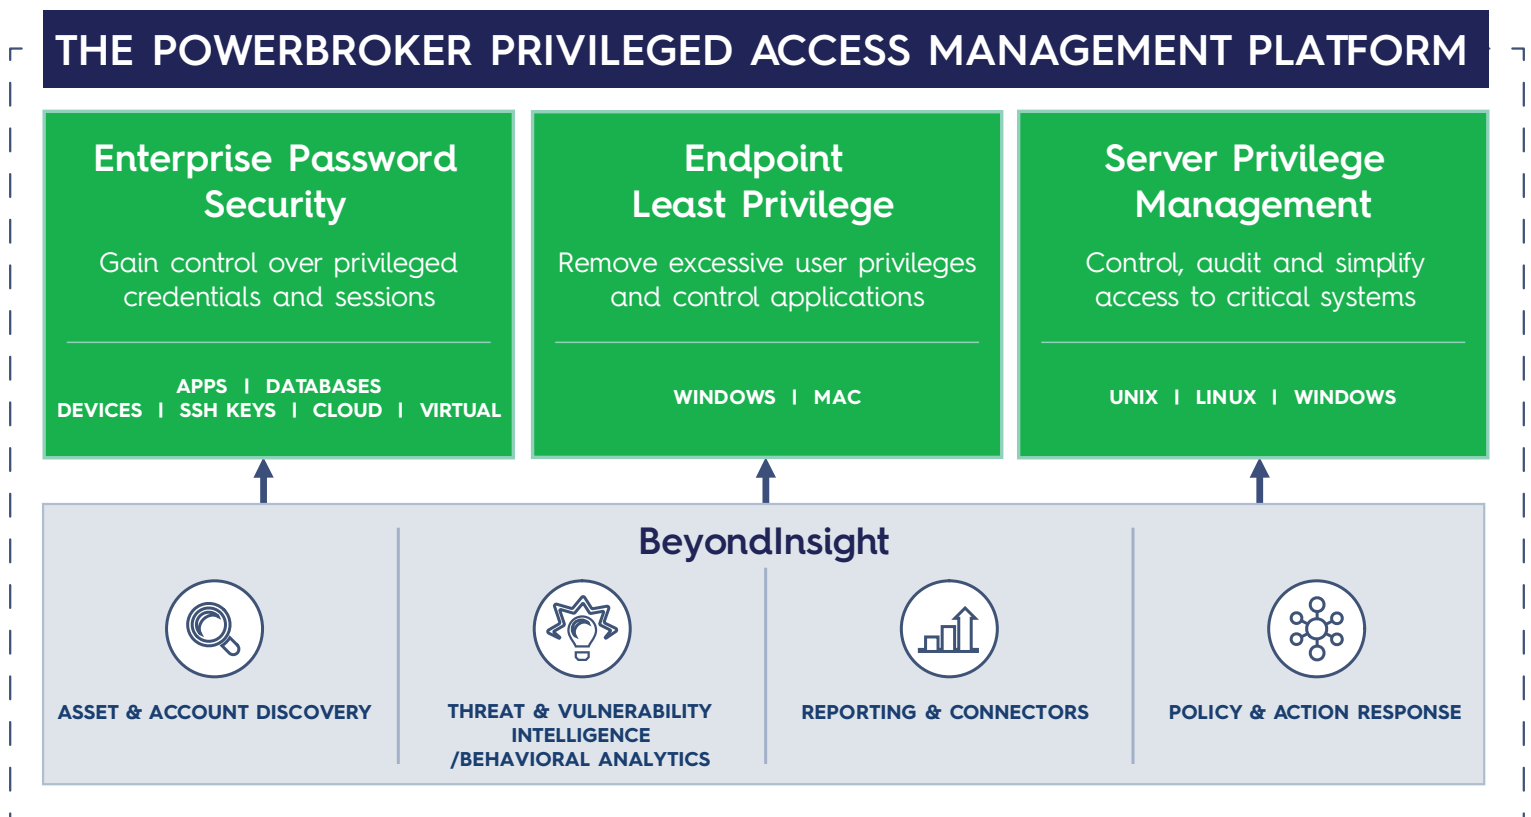 THE POWERBROKER PRIVILEGED ACCESS MANAGEMENT PLATFORM
Enterprise Password
Security
Gain control over privileged
credentials and sessions
APPS | DATABASES
DEVICES | SSH KEYS | CLOUD | VIRTUAL
Endpoint
Least Privilege
Remove excessive user privileges
and control applications
WINDOWS | MAC
Server Privilege
Management
Control, audit and simplify
access to critical systems
UNIX | LINUX | WINDOWS
BeyondInsight
ASSET & ACCOUNT DISCOVERY
THREAT & VULNERABILITY
INTELLIGENCE
/BEHAVIORAL ANALYTICS
REPORTING & CONNECTORS
POLICY & ACTION RESPONSE